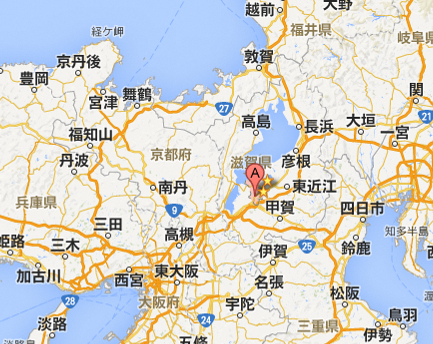 越前
大野
経ケ岬
福井県
岐阜県
京丹後
敦賀
豊岡
宮津
舞鶴
27
関
21
高島
長浜
大垣
一宮
福知山
京都府
滋賀県
彦根
丹波
A
南丹
東近江
兵庫県
9
甲賀
四日市
三田
高槻
知多半島
姫路
三木
伊賀
25
鈴鹿
加古川
西宮
東大阪
名張
28
大阪府
宇陀
松阪
淡路
24
三重県
鳥羽
五條
伊勢